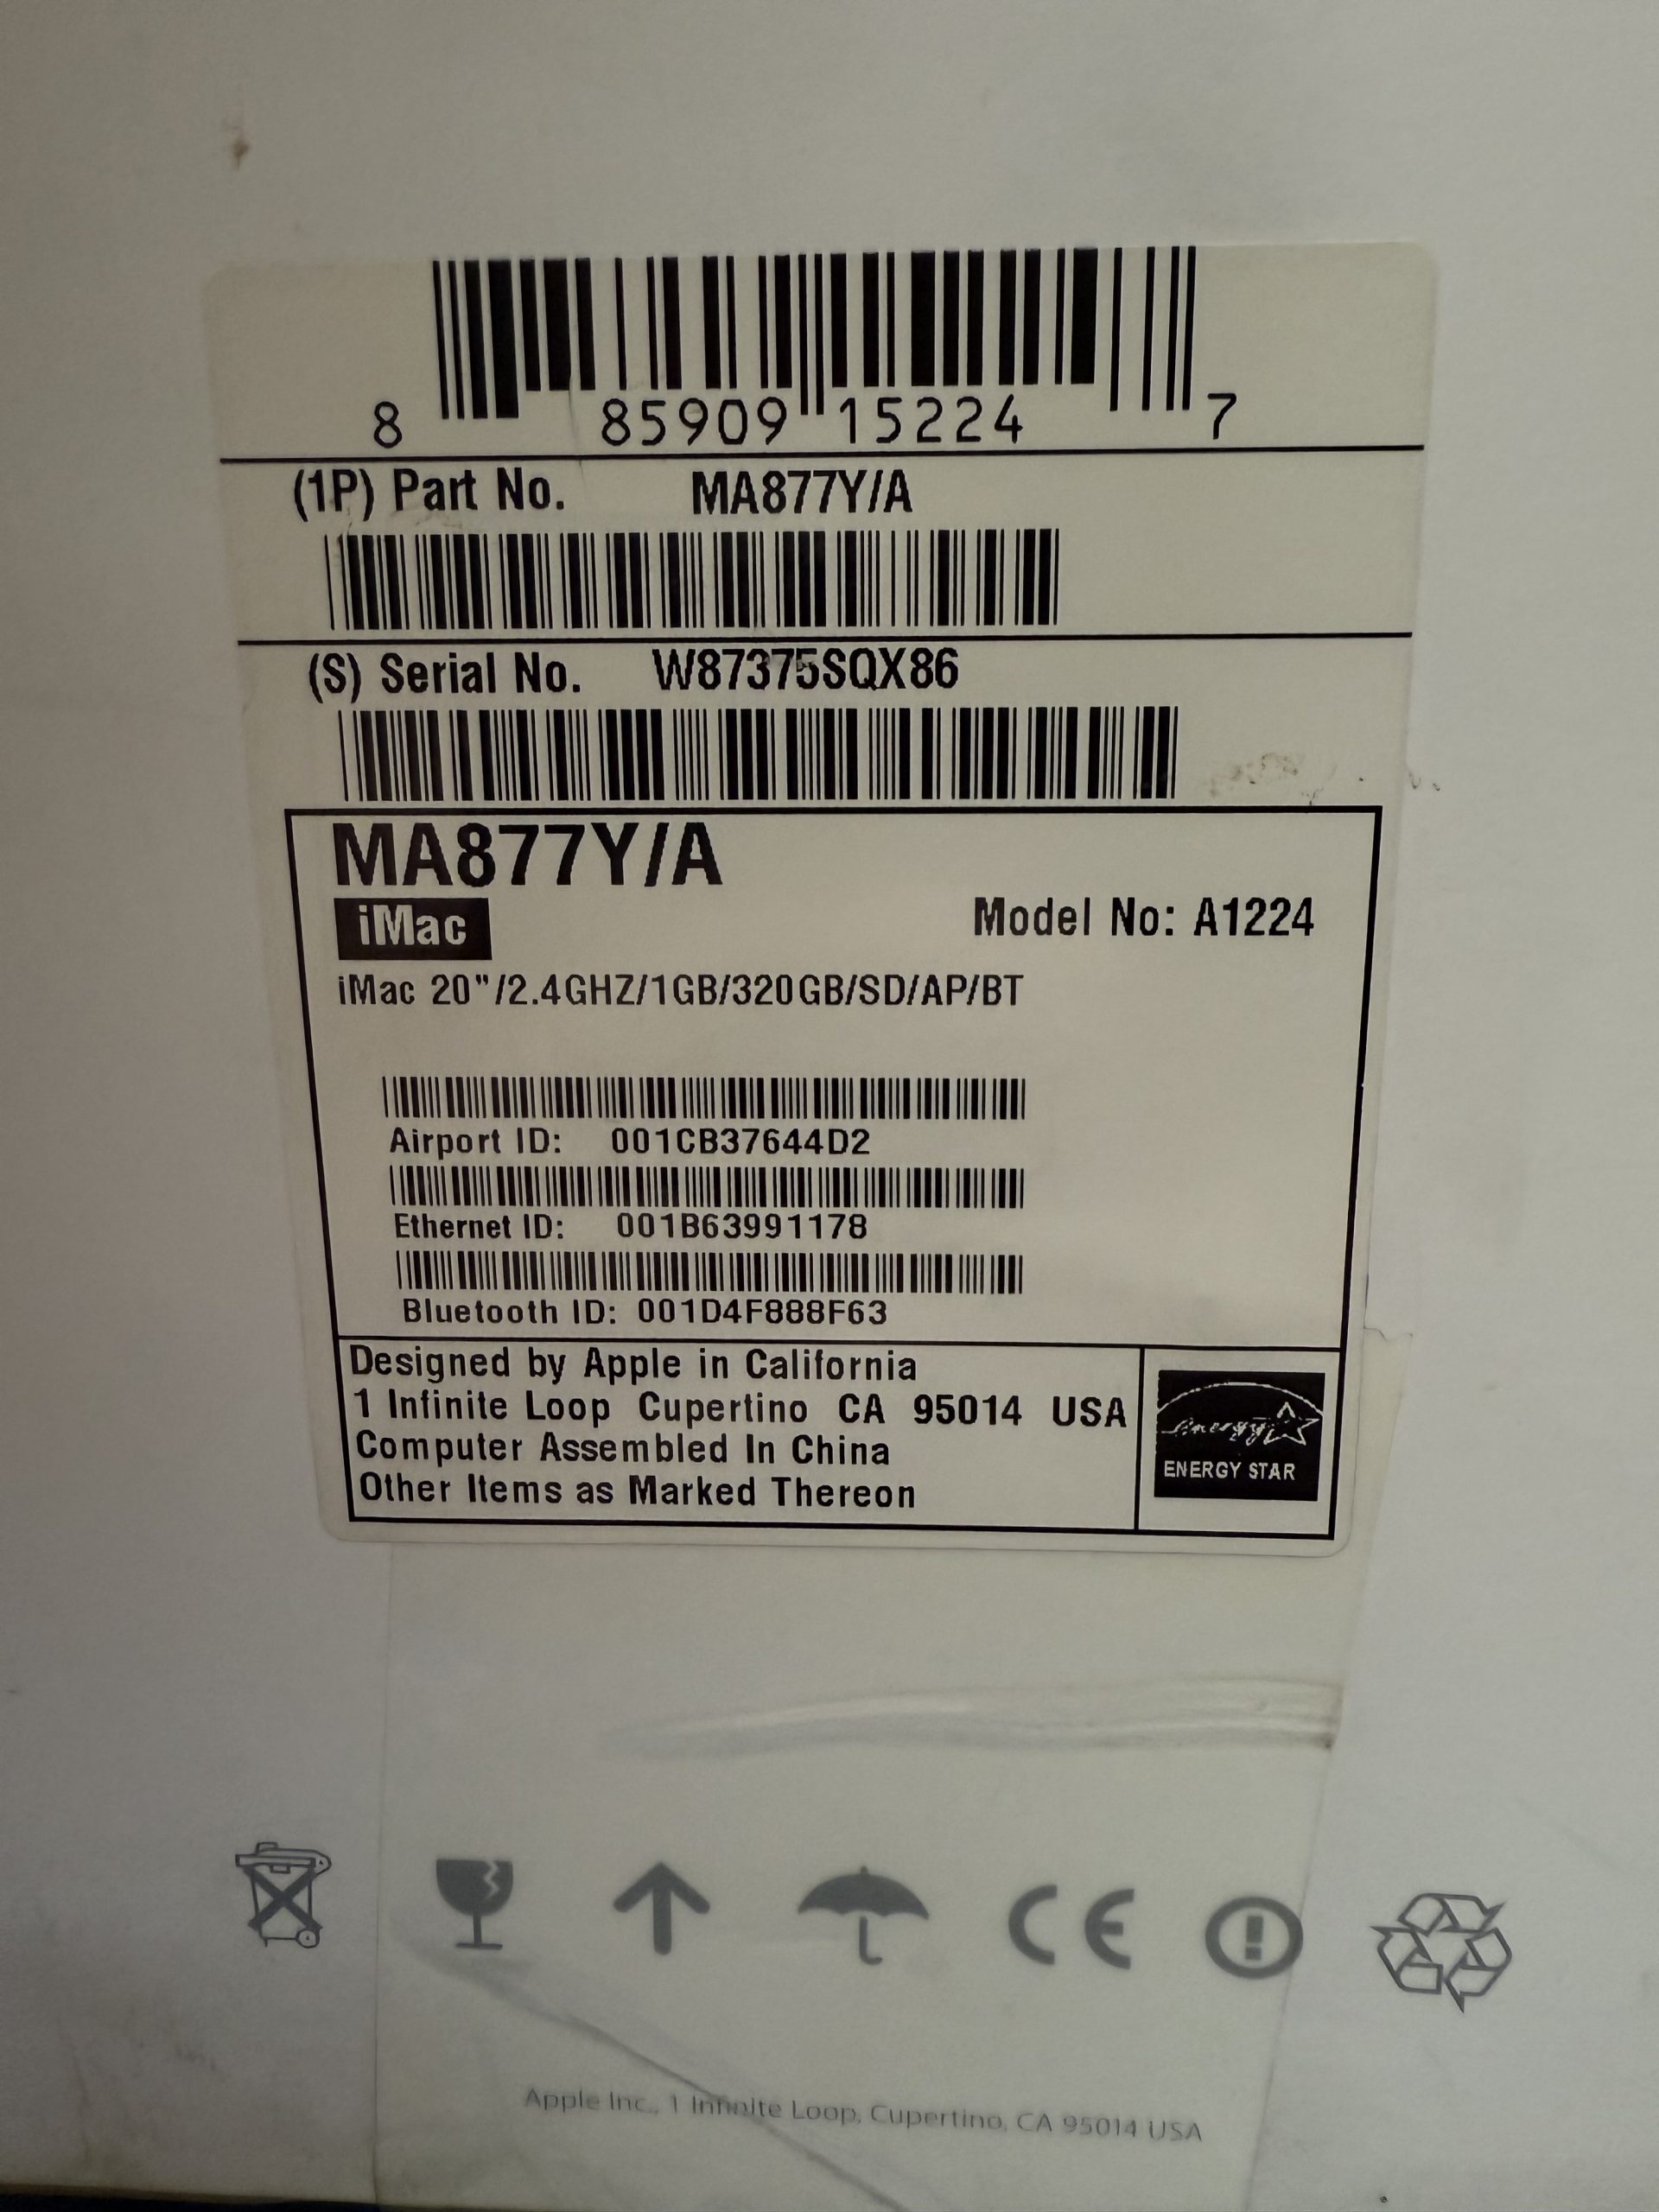 8 85909 15224 7
(1P) Part No. MA877Y/A
(S) Serial No. W87375SQX86
MA877Y/A
iMac
Model No: A1224
iMac 20"/2.4GHZ/1GB/320GB/SD/AP/BT
Airport ID: 001CB37644D2
Ethernet ID: 001B63991178
Bluetooth ID: 001D4F888F63
Designed by Apple in California
1 Infinite Loop Cupertino CA 95014 USA
Computer Assembled In China
Other Items as Marked Thereon
energy
ENERGY STAR
CE
Apple Inc., 1 Infinite Loop, Cupertino, CA 95014 USA